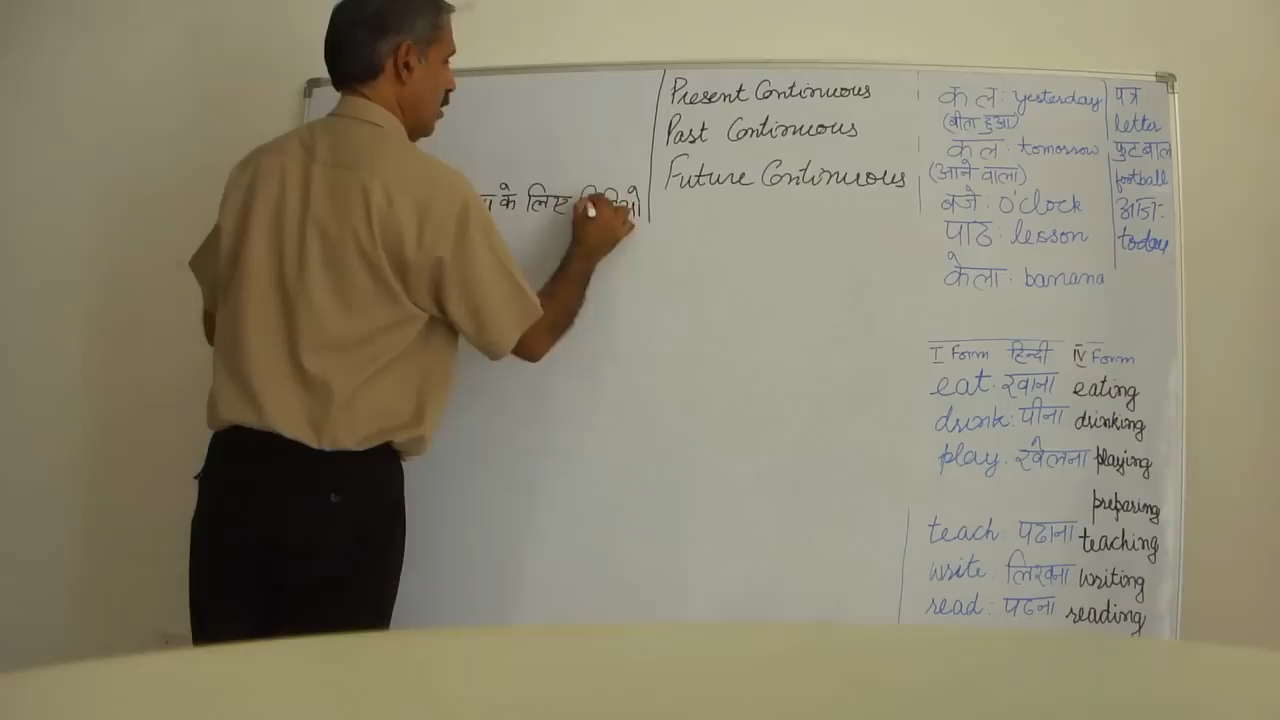 के लिए
Present Continuous
Past Continuous
Future Continuous
कल : yesterday
(बीता हुआ)
कल : tomorrow
(आने वाला)
बजे : O'clock
पाठ : lesson
केला : banana
पत्र
letter
फुटबाल
football
आज :
today
I Form हिन्दी IV Form
eat . खाना eating
drink : पीना drinking
play . खेलना playing
preparing
teach : पढाना teaching
write : लिखना writing
read : पढना reading